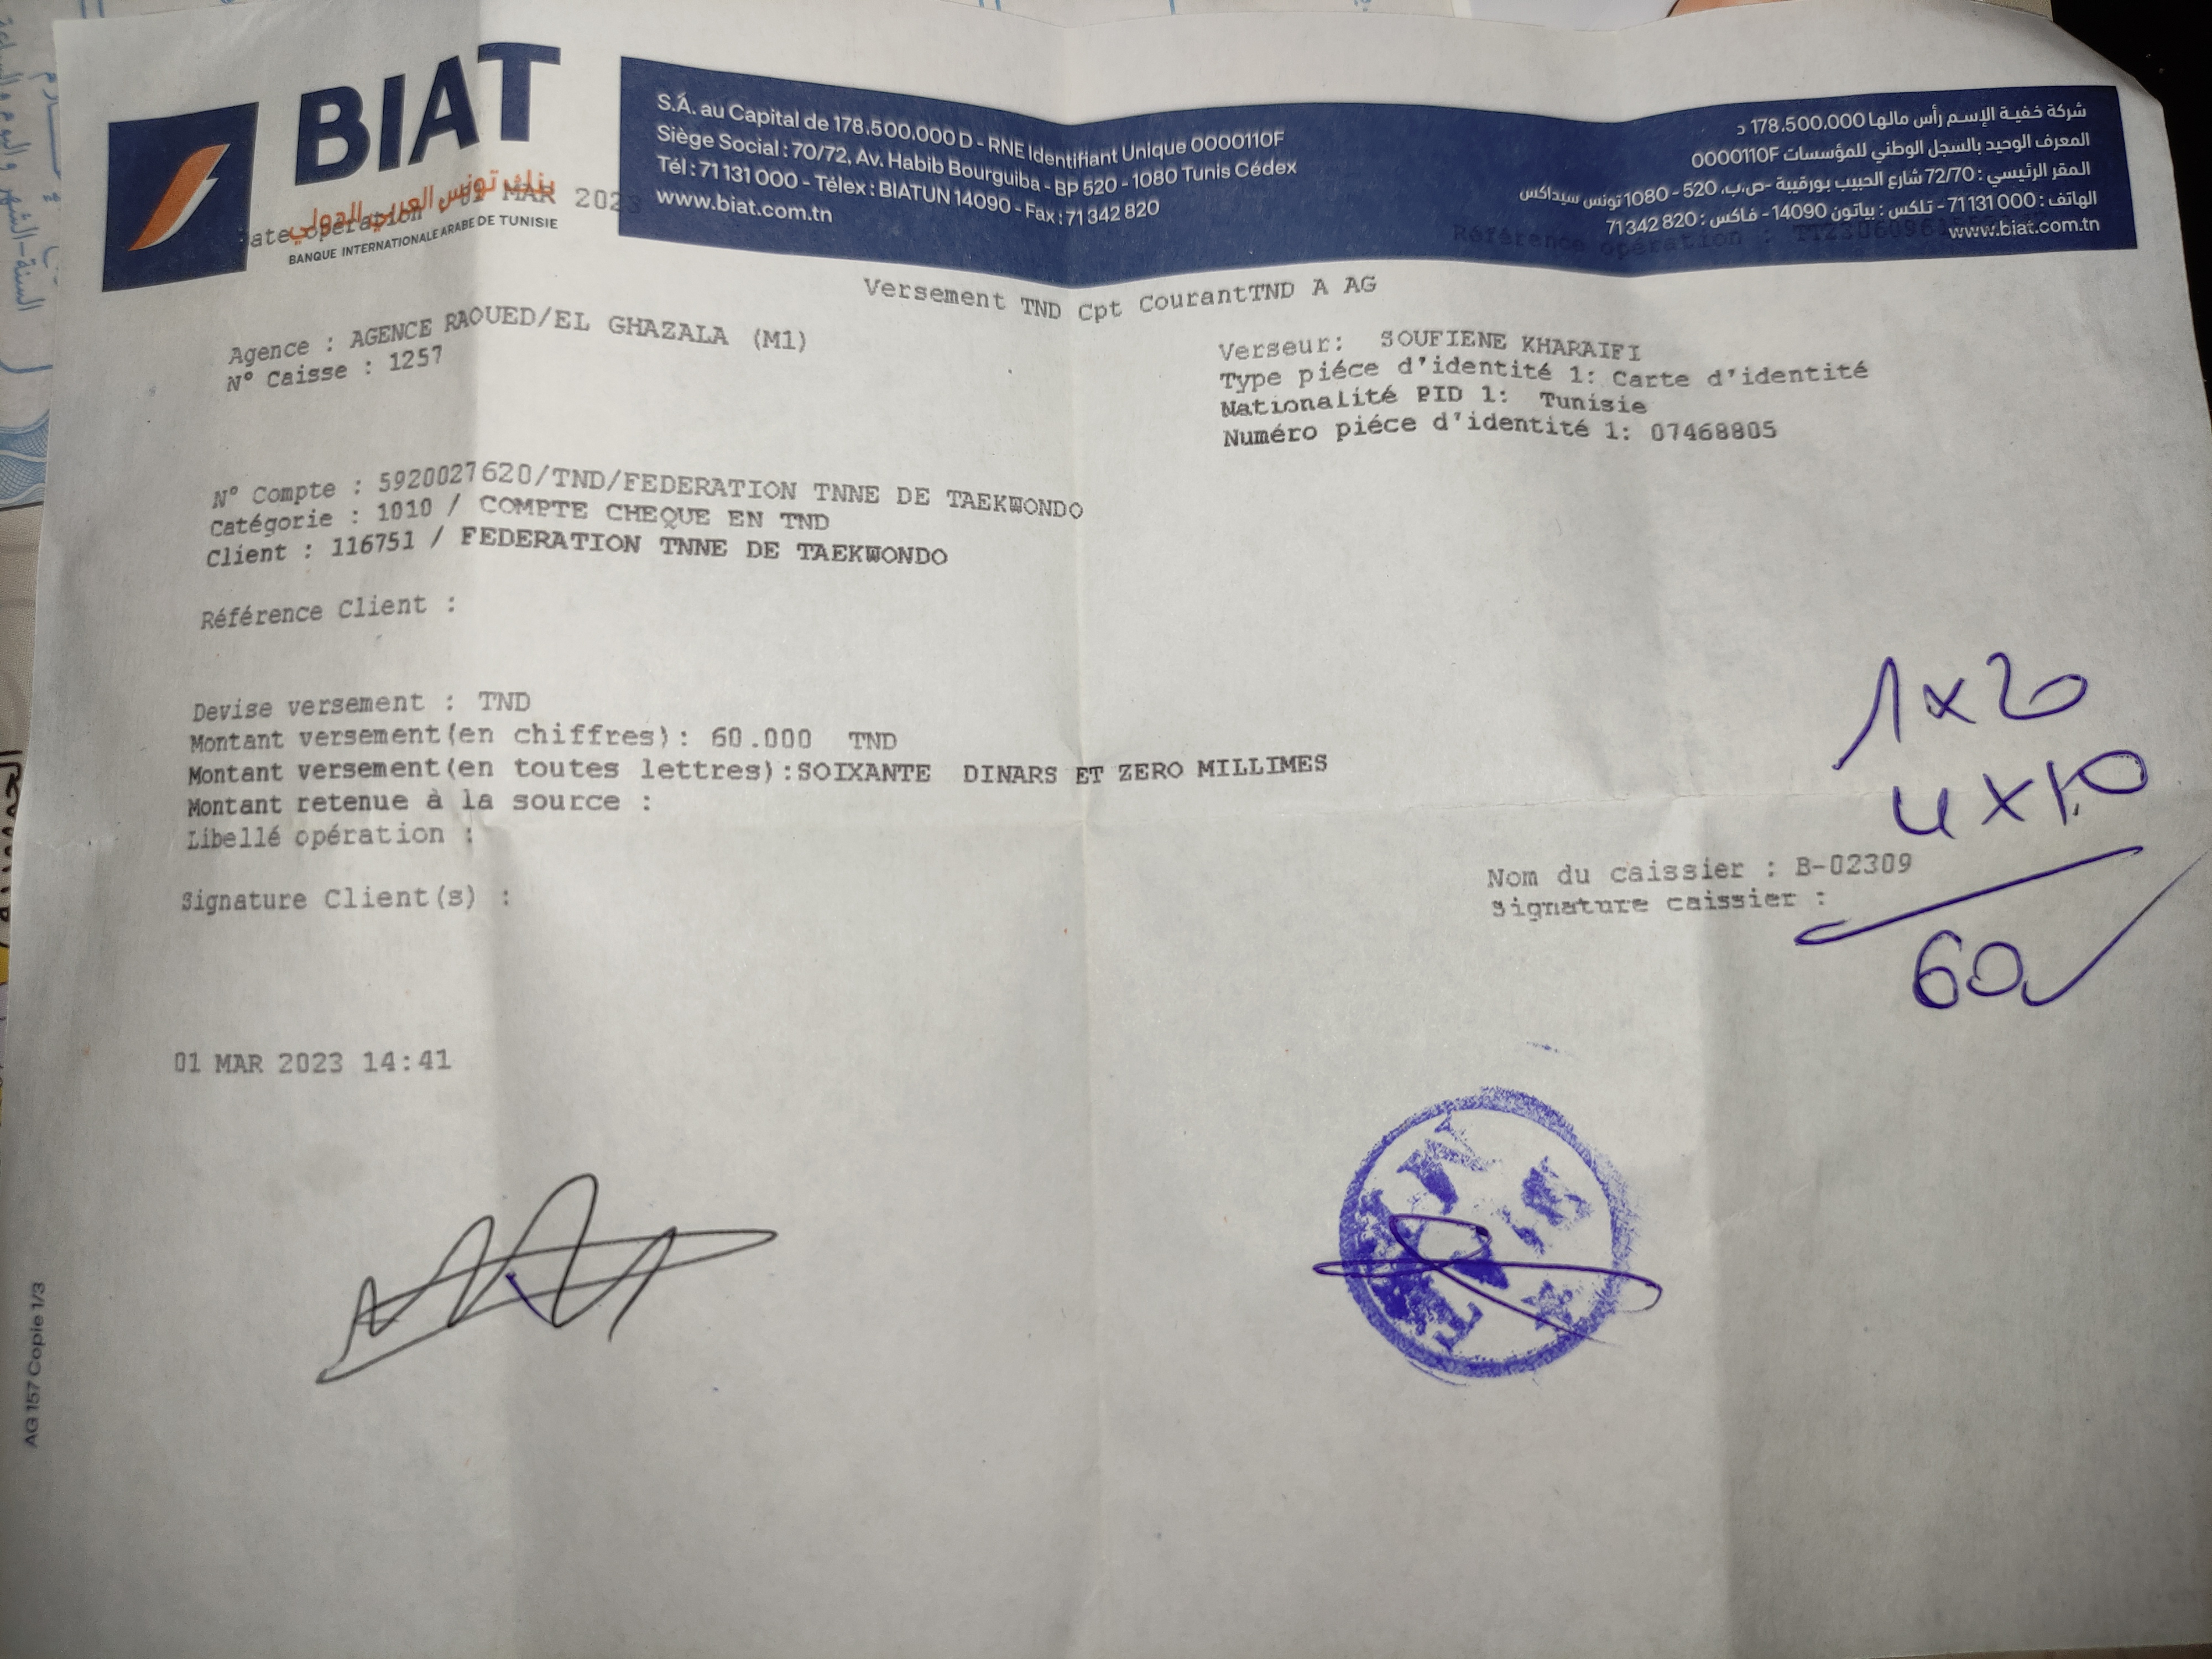 BIAT
بنك تونس العربي الدولي
BANQUE INTERNATIONALE ARABE DE TUNISIE
S.A. au Capital de 178.500.000 D - RNE Identifiant Unique 0000110F
Siège Social : 70/72, Av. Habib Bourguiba - BP 520 - 1080 Tunis Cédex
Tél : 71 131 000 - Télex : BIATUN 14090 - Fax : 71 342 820
www.biat.com.tn
شركة خفية الإسم رأس مالها 178.500.000 د
المعرف الوحيد بالسجل الوطني للمؤسسات 0000110F
المقر الرئيسي : 72/70 شارع الحبيب بورقيبة -ص.ب. 520 - 1080 تونس سيداكس
الهاتف : 71131000 - تلكس : بياتون 14090 - فاكس : 71342820
www.biat.com.tn
ate opération : 01 MAR 2023
Référence opération :
Versement TND Cpt CourantTND A AG
Agence : AGENCE RAOUED/EL GHAZALA (M1)
N° Caisse : 1257
Verseur: SOUFIENE KHARAIFI
Type piéce d'identité 1: Carte d'identité
Nationalité PID 1: Tunisie
Numéro piéce d'identité 1: 07468805
N° Compte : 5920027620/TND/FEDERATION TNNE DE TAEKWONDO
Catégorie : 1010 / COMPTE CHEQUE EN TND
Client : 116751 / FEDERATION TNNE DE TAEKWONDO
Référence Client :
Devise versement : TND
Montant versement(en chiffres): 60.000 TND
Montant versement(en toutes lettres):SOIXANTE DINARS ET ZERO MILLIMES
Montant retenue à la source :
Libellé opération :
1x20
4x10
60
Nom du caissier : B-02309
Signature caissier :
Signature Client(s) :
01 MAR 2023 14:41
AG 157 Copie 1/3